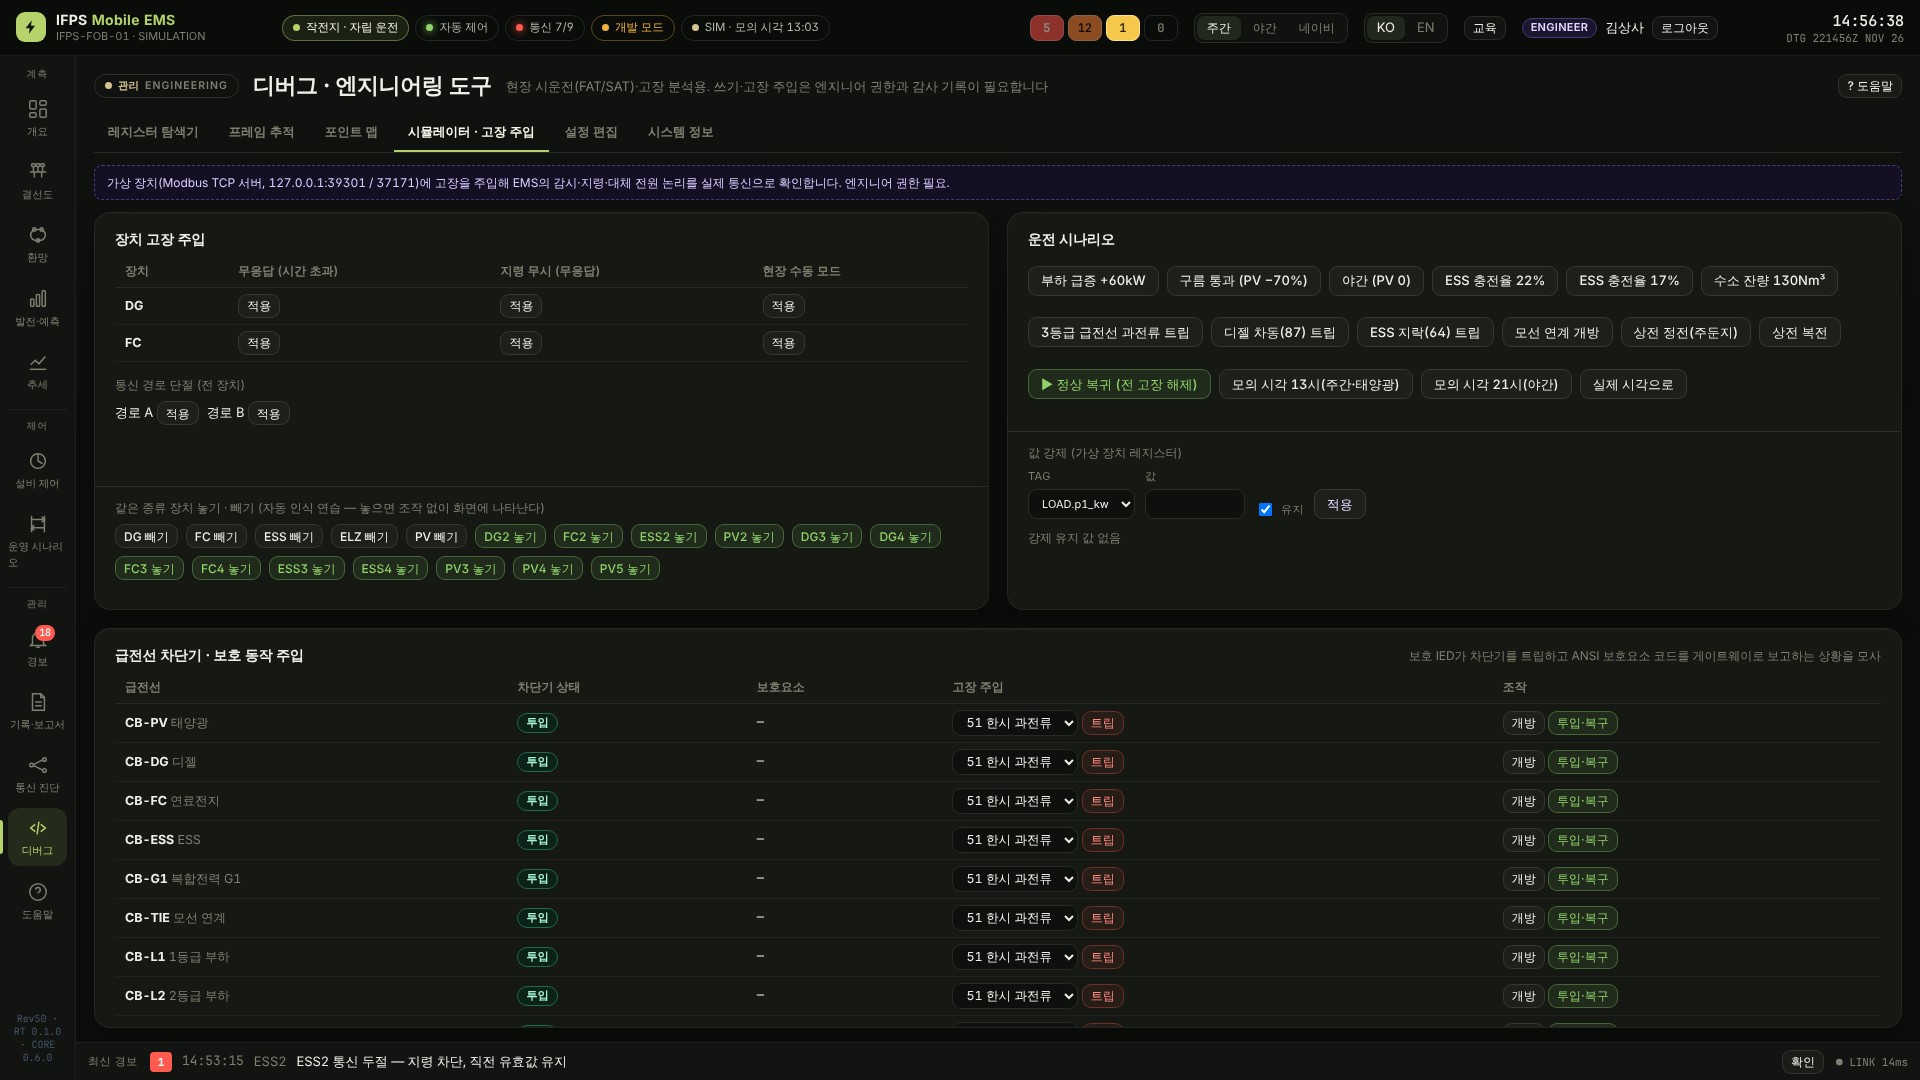 IFPS Mobile EMS
IFPS-FOB-01 · SIMULATION
작전지 · 자립 운전
자동 제어
통신 7/9
개발 모드
SIM · 모의 시각 13:03
5 12 1 0
주간 야간 네이비
KO EN
교육
ENGINEER 김상사 로그아웃
14:56:38
DTG 221456Z NOV 26
계측
개요
결선도
환망
발전·예측
추세
제어
설비 제어
운영 시나리오
관리
18
경보
기록·보고서
통신 진단
디버그
도움말
Rev50 ·
RT 0.1.0
· CORE
0.6.0
관리 ENGINEERING
디버그 · 엔지니어링 도구
현장 시운전(FAT/SAT)·고장 분석용. 쓰기·고장 주입은 엔지니어 권한과 감사 기록이 필요합니다
? 도움말
레지스터 탐색기 프레임 추적 포인트 맵 시뮬레이터 · 고장 주입 설정 편집 시스템 정보
가상 장치(Modbus TCP 서버, 127.0.0.1:39301 / 37171)에 고장을 주입해 EMS의 감시·지령·대체 전원 논리를 실제 통신으로 확인합니다. 엔지니어 권한 필요.
장치 고장 주입
장치 무응답 (시간 초과) 지령 무시 (무응답) 현장 수동 모드
DG 적용 적용 적용
FC 적용 적용 적용
통신 경로 단절 (전 장치)
경로 A 적용 경로 B 적용
같은 종류 장치 놓기 · 빼기 (자동 인식 연습 — 놓으면 조작 없이 화면에 나타난다)
DG 빼기 FC 빼기 ESS 빼기 ELZ 빼기 PV 빼기 DG2 놓기 FC2 놓기 ESS2 놓기 PV2 놓기 DG3 놓기 DG4 놓기
FC3 놓기 FC4 놓기 ESS3 놓기 ESS4 놓기 PV3 놓기 PV4 놓기 PV5 놓기
운전 시나리오
부하 급증 +60kW 구름 통과 (PV −70%) 야간 (PV 0) ESS 충전율 22% ESS 충전율 17% 수소 잔량 130Nm³
3등급 급전선 과전류 트립 디젤 차동(87) 트립 ESS 지락(64) 트립 모선 연계 개방 상전 정전(주둔지) 상전 복전
▶ 정상 복귀 (전 고장 해제) 모의 시각 13시(주간·태양광) 모의 시각 21시(야간) 실제 시각으로
값 강제 (가상 장치 레지스터)
TAG 값
LOAD.p1_kw 유지 적용
강제 유지 값 없음
급전선 차단기 · 보호 동작 주입
보호 IED가 차단기를 트립하고 ANSI 보호요소 코드를 게이트웨이로 보고하는 상황을 모사
급전선 차단기 상태 보호요소 고장 주입 조작
CB-PV 태양광 투입 — 51 한시 과전류 트립 개방 투입·복구
CB-DG 디젤 투입 — 51 한시 과전류 트립 개방 투입·복구
CB-FC 연료전지 투입 — 51 한시 과전류 트립 개방 투입·복구
CB-ESS ESS 투입 — 51 한시 과전류 트립 개방 투입·복구
CB-G1 복합전력 G1 투입 — 51 한시 과전류 트립 개방 투입·복구
CB-TIE 모선 연계 투입 — 51 한시 과전류 트립 개방 투입·복구
CB-L1 1등급 부하 투입 — 51 한시 과전류 트립 개방 투입·복구
CB-L2 2등급 부하 투입 — 51 한시 과전류 트립 개방 투입·복구
최신 경보 1 14:53:15 ESS2 ESS2 통신 두절 — 지령 차단, 직전 유효값 유지
확인
LINK 14ms